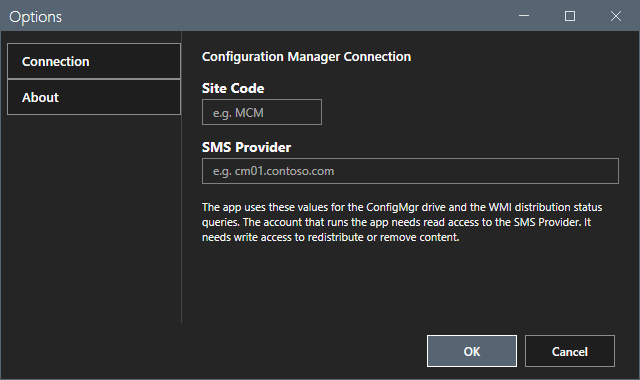 Options
Connection
About
Configuration Manager Connection
Site Code
e.g. MCM
SMS Provider
e.g. cm01.contoso.com
The app uses these values for the ConfigMgr drive and the WMI distribution status
queries. The account that runs the app needs read access to the SMS Provider. It
needs write access to redistribute or remove content.
OK
Cancel